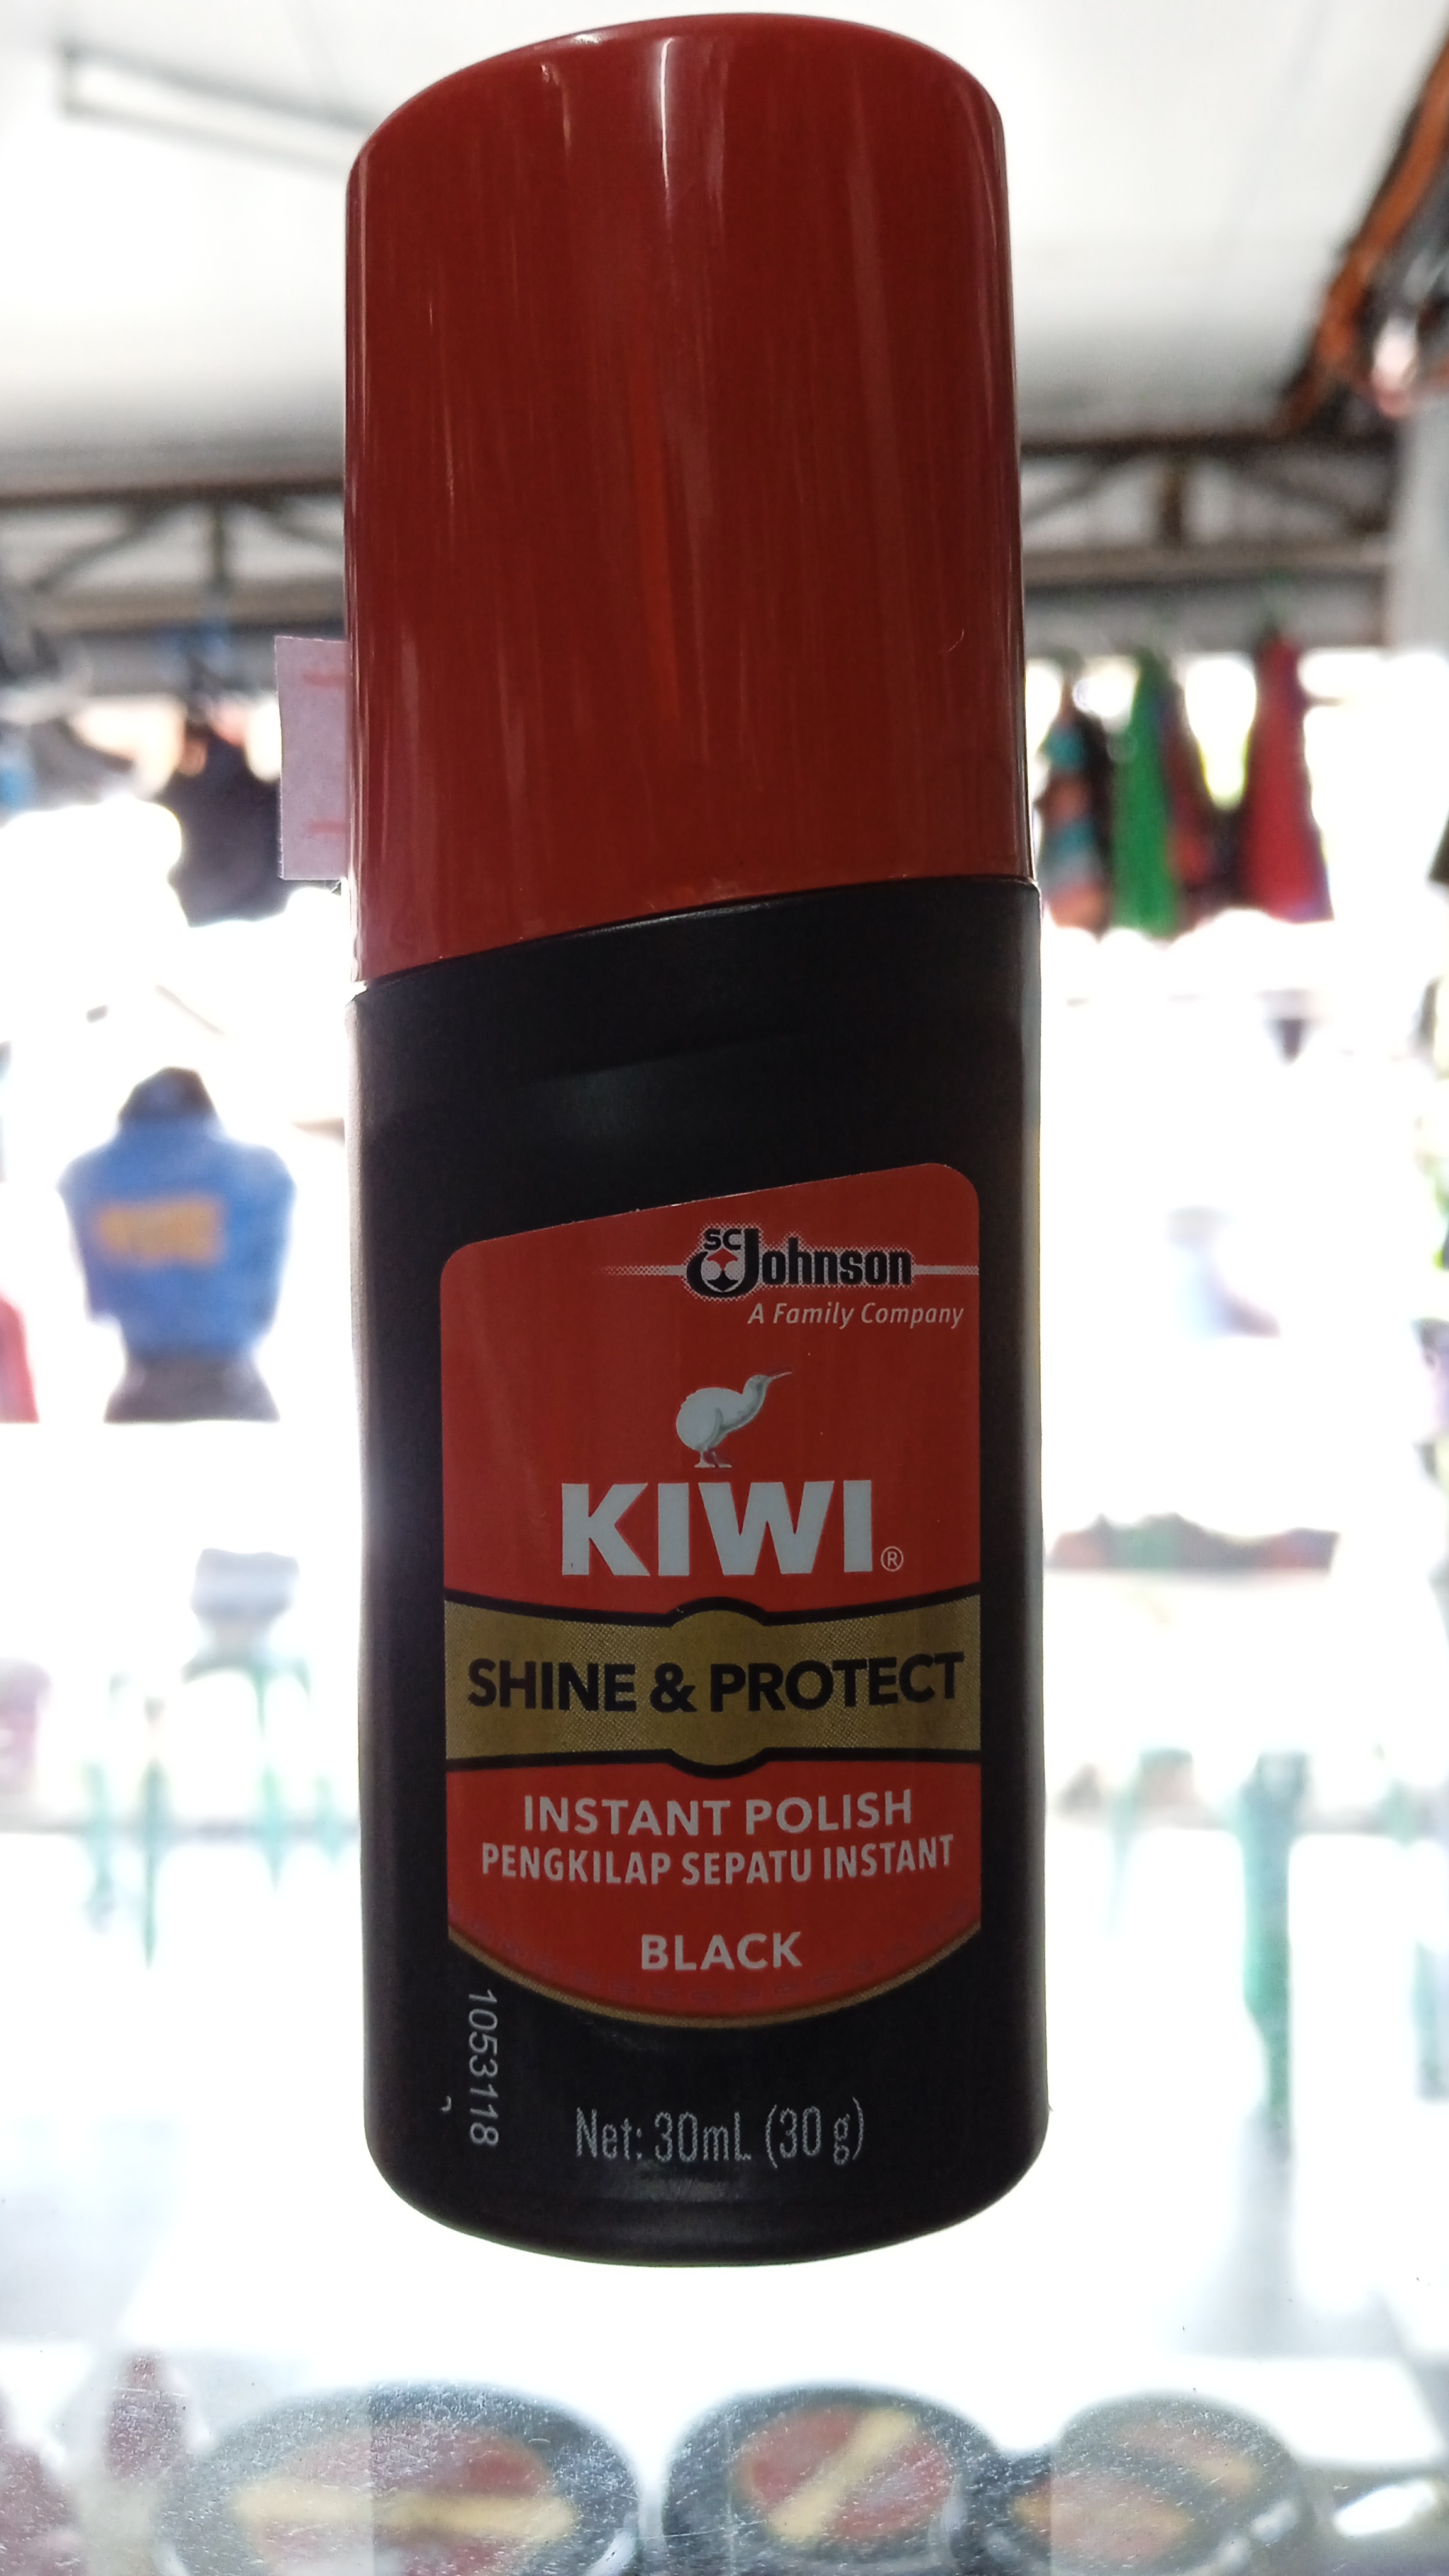 SC Johnson
A Family Company
KIWI®
SHINE & PROTECT
INSTANT POLISH
PENGKILAP SEPATU INSTANT
BLACK
1053118
Net: 30mL (30 g)